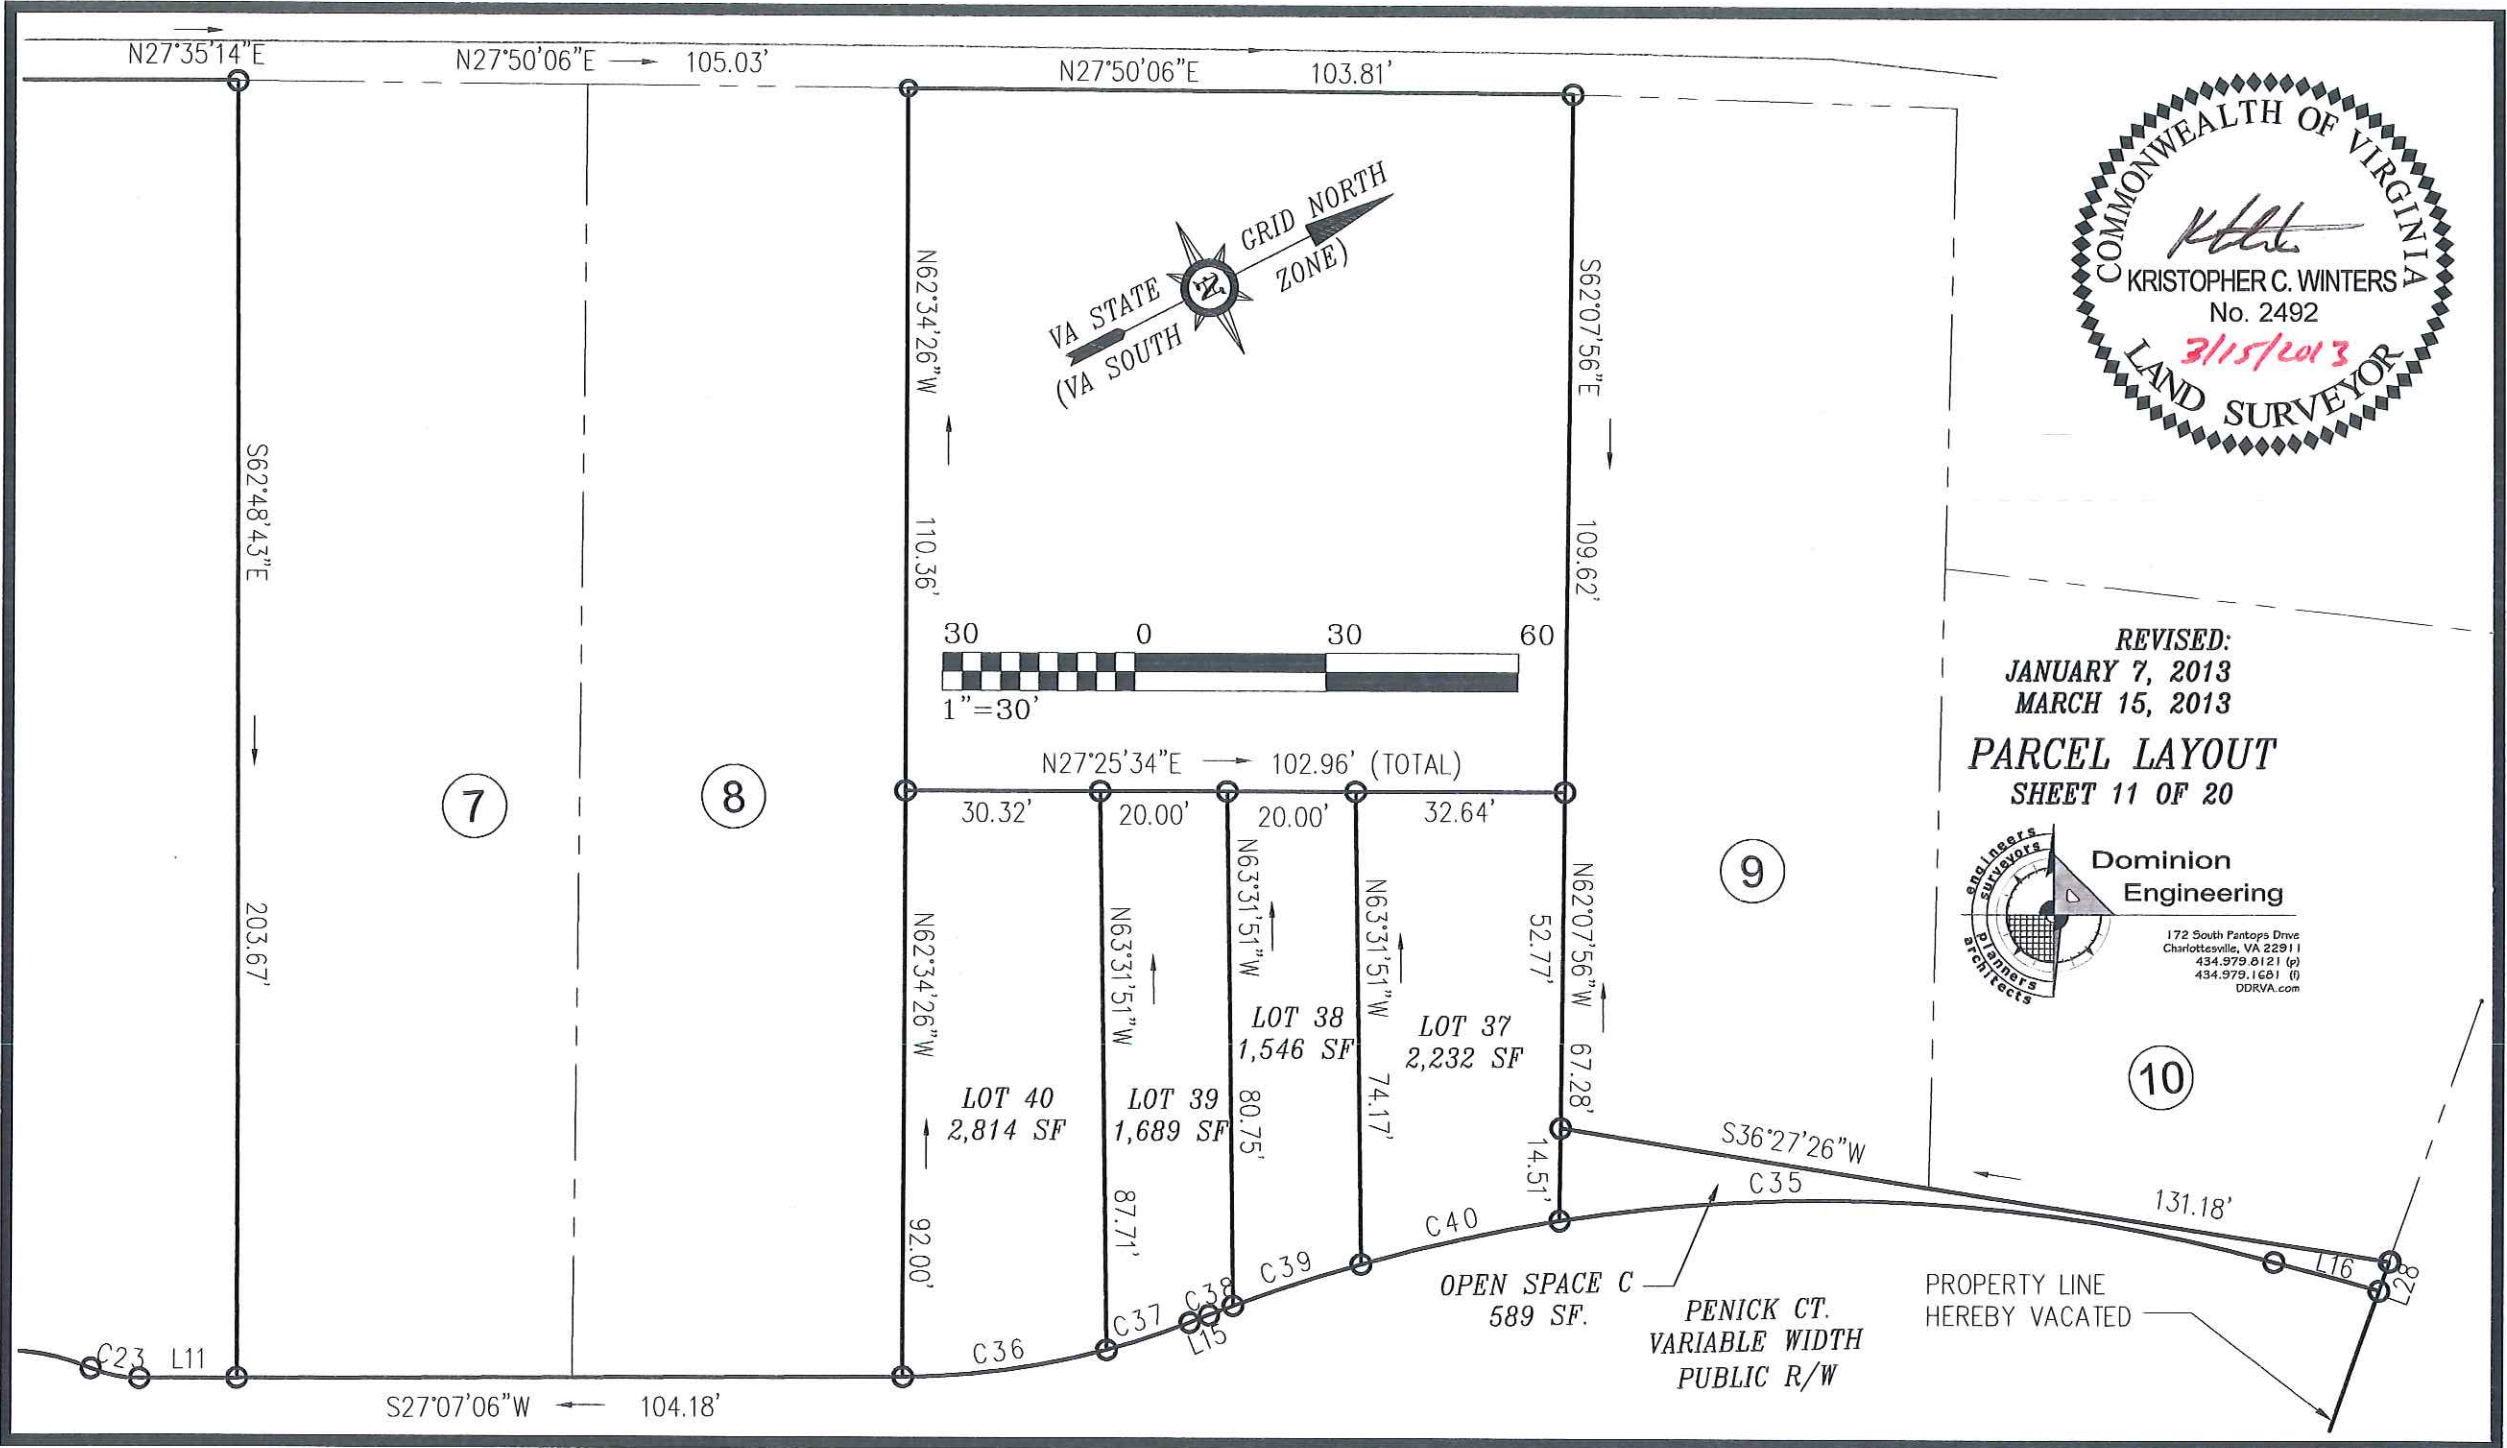 N27°35'14"E
N27°50'06"E 105.03'
N27°50'06"E 103.81'
COMMONWEALTH OF VIRGINIA
KRISTOPHER C. WINTERS
No. 2492
3/15/2013
LAND SURVEYOR
VA STATE GRID NORTH
(VA SOUTH ZONE)
N62°34'26"W 110.36'
S62°07'56"E 109.62'
S62°48'43"E 203.67'
30 0 30 60
1"=30'
REVISED:
JANUARY 7, 2013
MARCH 15, 2013
PARCEL LAYOUT
SHEET 11 OF 20
N27°25'34"E 102.96' (TOTAL)
30.32' 20.00' 20.00' 32.64'
7
8
9
10
engineers
surveyors
planners
architects
Dominion
Engineering
172 South Pantops Drive
Charlottesville, VA 22911
434.979.8121 (p)
434.979.1681 (f)
DDRVA.com
N62°34'26"W 92.00'
N63°31'51"W 87.71'
N63°31'51"W 80.75'
N63°31'51"W 74.17'
52.77'
N62°07'56"W 67.28'
14.51'
LOT 40
2,814 SF
LOT 39
1,689 SF
LOT 38
1,546 SF
LOT 37
2,232 SF
S36°27'26"W 131.18'
C35
C40
C39
C38
L15
C37
C36
L16
L28
C23 L11
OPEN SPACE C
589 SF.
PENICK CT.
VARIABLE WIDTH
PUBLIC R/W
PROPERTY LINE
HEREBY VACATED
S27°07'06"W 104.18'